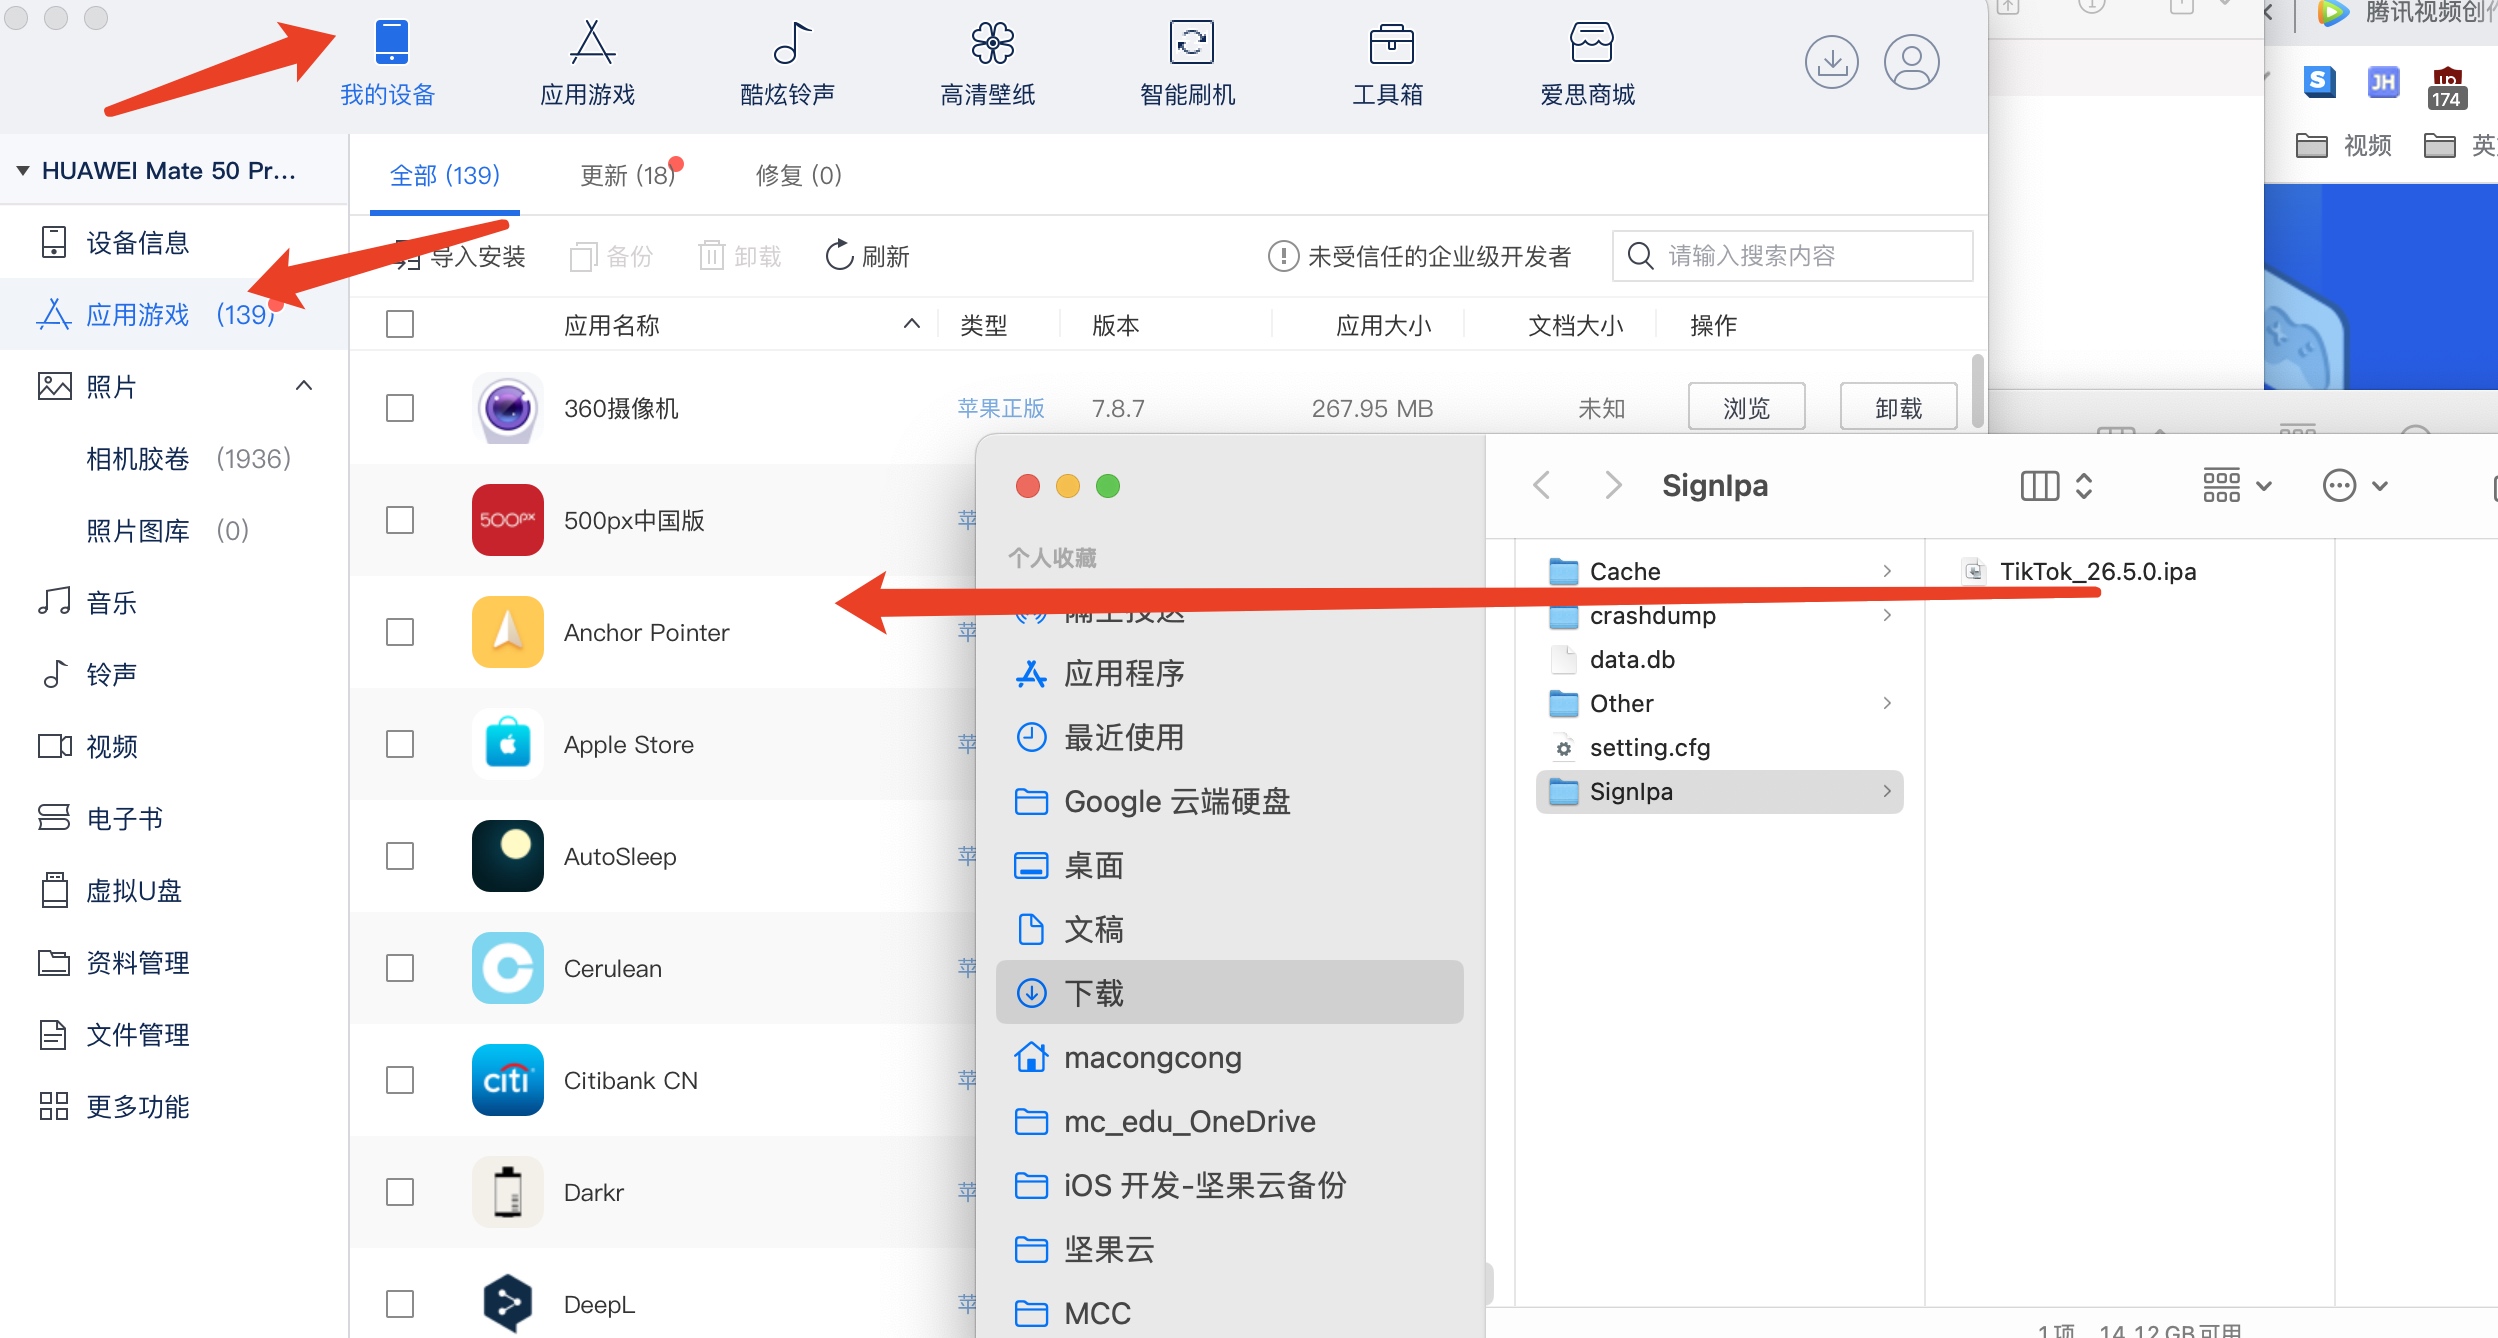 我的设备
应用游戏
酷炫铃声
高清壁纸
智能刷机
工具箱
爱思商城
HUAWEI Mate 50 Pr...
设备信息
应用游戏 (139)
照片
相机胶卷 (1936)
照片图库 (0)
音乐
铃声
视频
电子书
虚拟U盘
资料管理
文件管理
更多功能
全部 (139)
更新 (18)
修复 (0)
导入安装
备份
卸载
刷新
未受信任的企业级开发者
请输入搜索内容
应用名称
类型
版本
应用大小
文档大小
操作
360摄像机
苹果正版
7.8.7
267.95 MB
未知
浏览
卸载
500px
500px中国版
苹
Anchor Pointer
苹
Apple Store
苹
AutoSleep
苹
Cerulean
苹
citi
Citibank CN
苹
Darkr
苹
DeepL
苹
个人收藏
应用程序
最近使用
Google 云端硬盘
桌面
文稿
下载
macongcong
mc_edu_OneDrive
iOS 开发-坚果云备份
坚果云
MCC
SignIpa
Cache
crashdump
data.db
Other
setting.cfg
SignIpa
TikTok_26.5.0.ipa
1项，14.12 GB 可用
腾讯视频创作
S
JH
174
视频
英